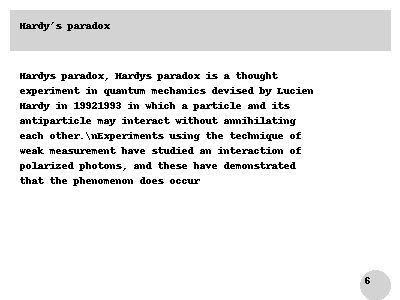 Hardy's paradox
Hardys paradox, Hardys paradox is a thought
experiment in quantum mechanics devised by Lucien
Hardy in 19921993 in which a particle and its
antiparticle may interact without annihilating
each other.\nExperiments using the technique of
weak measurement have studied an interaction of
polarized photons, and these have demonstrated
that the phenomenon does occur
6